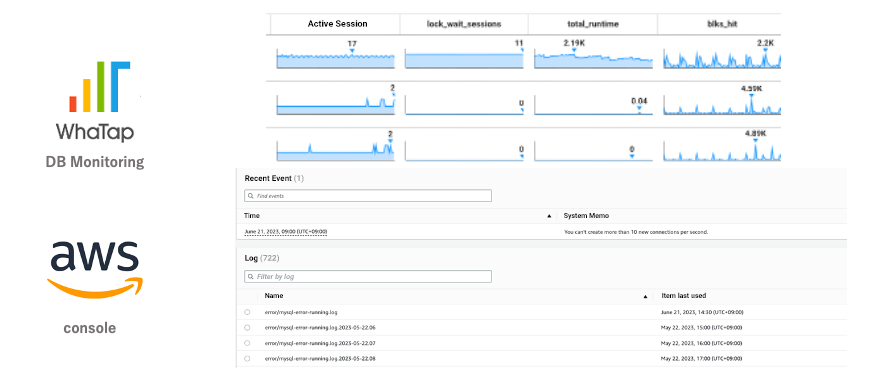 Active Session lock_wait_sessions total_runtime blks_hit
17 11 2.19K 2.2K
2 0 0.04 4.59K
2 0 0 4.89K
WhaTap
DB Monitoring
Recent Event (1)
Find events
Time System Memo
June 21, 2023, 09:00 (UTC+09:00) You can't create more than 10 new connections per second.
aws
console
Log (722)
Filter by log
Name Item last used
error/mysql-error-running.log June 21, 2023, 14:30 (UTC+09:00)
error/mysql-error-running.log.2023-05-22.06 May 22, 2023, 15:00 (UTC+09:00)
error/mysql-error-running.log.2023-05-22.07 May 22, 2023, 16:00 (UTC+09:00)
error/mysql-error-running.log.2023-05-22.08 May 22, 2023, 17:00 (UTC+09:00)